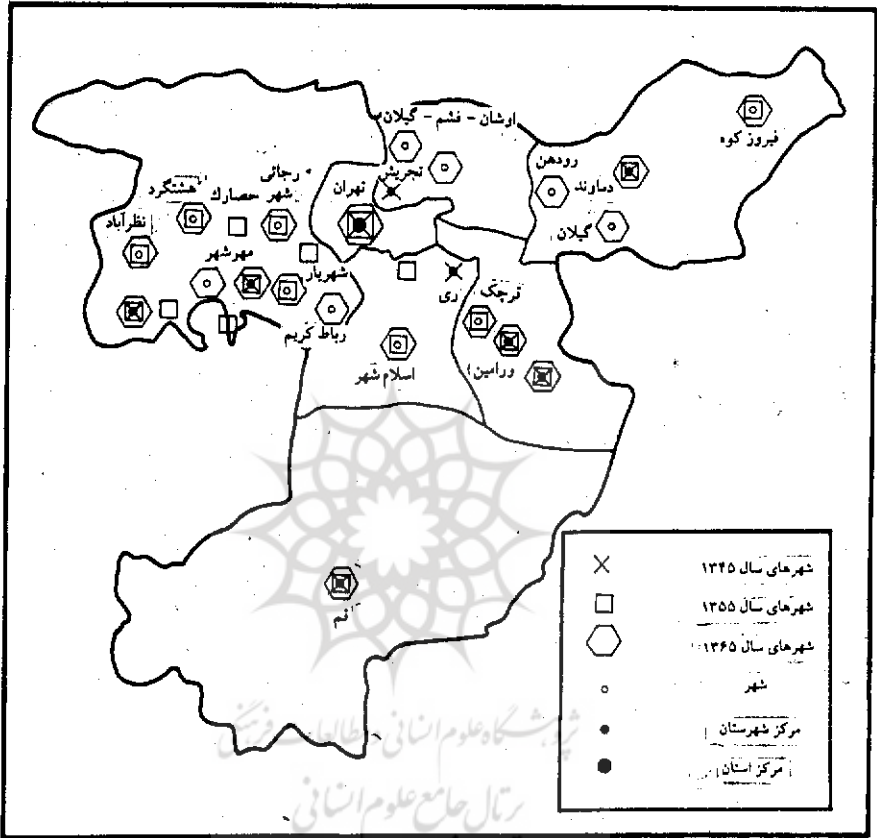 اوشان - فشم - گیلان
فیروز کوه
رودهن
دماوند
گیلان
تجریش
تهران
رجائی
شهر
حصارك
هشتگرد
نظرآباد
مهرشهر
شهریار
رباط کریم
ری
قرچک
ورامین
اسلام شهر
قم
شهرهای سال ۱۳۴۵
شهرهای سال ۱۳۵۵
شهرهای سال ۱۳۶۵
شهر
مرکز شهرستان
مرکز استان
پژوهشگاه علوم انسانی و مطالعات فرهنگی
پرتال جامع علوم انسانی